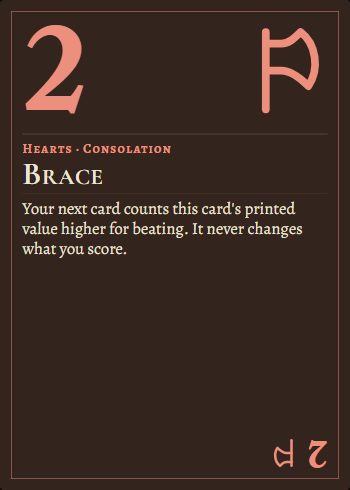 2
Hearts · Consolation
Brace
Your next card counts this card's printed
value higher for beating. It never changes
what you score.
2